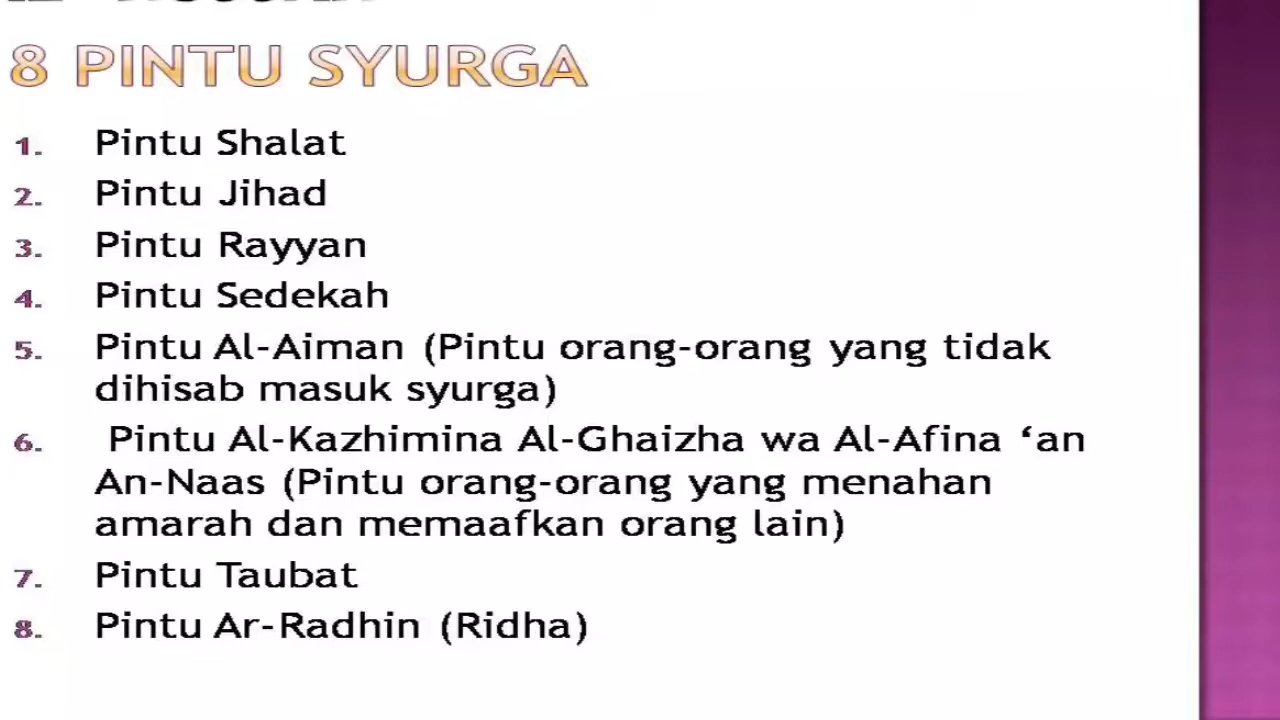 8 PINTU SYURGA
1. Pintu Shalat
2. Pintu Jihad
3. Pintu Rayyan
4. Pintu Sedekah
5. Pintu Al-Aiman (Pintu orang-orang yang tidak
dihisab masuk syurga)
6. Pintu Al-Kazhimina Al-Ghaizha wa Al-Afina ‘an
An-Naas (Pintu orang-orang yang menahan
amarah dan memaafkan orang lain)
7. Pintu Taubat
8. Pintu Ar-Radhin (Ridha)